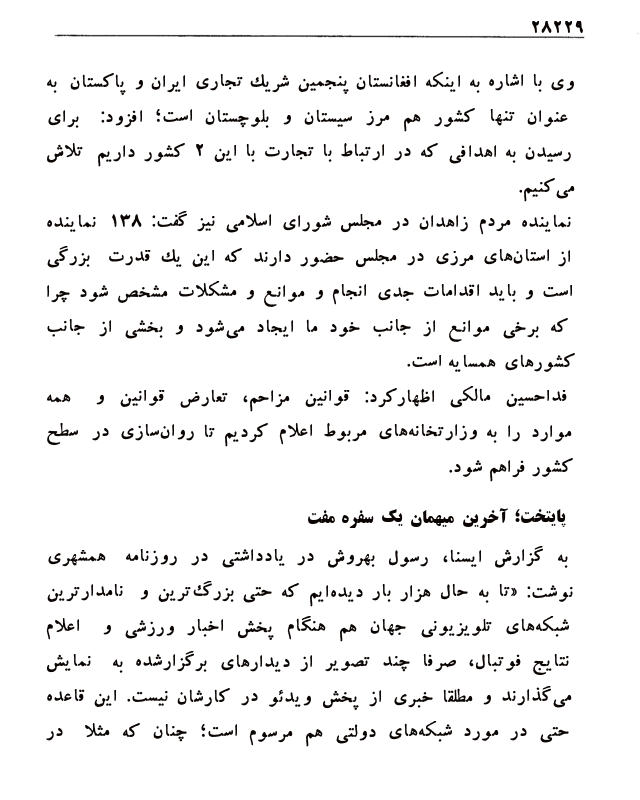 ۲۸۲۲۹
وی با اشاره به اینکه افغانستان پنجمین شریك تجاری ایران و پاکستان به
عنوان تنها کشور هم مرز سیستان و بلوچستان است؛ افزود: برای
رسیدن به اهدافی که در ارتباط با تجارت با این ۲ کشور داریم تلاش
می‌کنیم.
نماینده مردم زاهدان در مجلس شورای اسلامی نیز گفت: ۱۳۸ نماینده
از استان‌های مرزی در مجلس حضور دارند که این یك قدرت بزرگی
است و باید اقدامات جدی انجام و موانع و مشکلات مشخص شود چرا
که برخی موانع از جانب خود ما ایجاد می‌شود و بخشی از جانب
کشورهای همسایه است.
فداحسین مالکی اظهارکرد: قوانین مزاحم، تعارض قوانین و همه
موارد را به وزارتخانه‌های مربوط اعلام کردیم تا روان‌سازی در سطح
کشور فراهم شود.
پایتخت؛ آخرین میهمان یک سفره مفت
به گزارش ایسنا، رسول بهروش در یادداشتی در روزنامه همشهری
نوشت: «تا به حال هزار بار دیده‌ایم که حتی بزرگ‌ترین و نامدارترین
شبکه‌های تلویزیونی جهان هم هنگام پخش اخبار ورزشی و اعلام
نتایج فوتبال، صرفا چند تصویر از دیدارهای برگزارشده به نمایش
می‌گذارند و مطلقا خبری از پخش ویدئو در کارشان نیست. این قاعده
حتی در مورد شبکه‌های دولتی هم مرسوم است؛ چنان که مثلا در